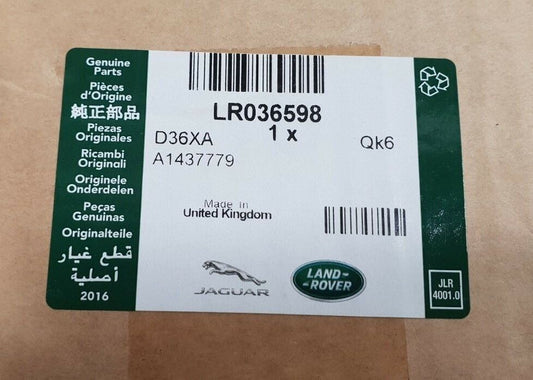 Genuine
Parts
Pièces
d'Origine
純正部品
Piezas
Originales
Ricambi
Originali
Originele
Onderdelen
Peças
Genuinas
Originalteile
قطع غيار
أصلية
2016
LR036598
1 x
D36XA
Qk6
A1437779
Made in
United Kingdom
JAGUAR
LAND-
ROVER
JLR
4001.0